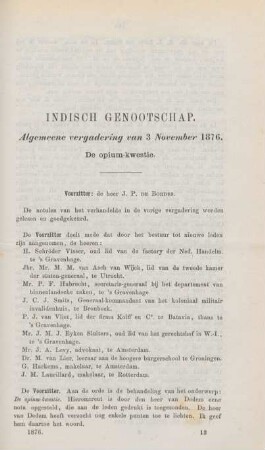 INDISCH GENOOTSCHAP.
Algemeene vergadering van 3 November 1876.
De opium-kwestie.
Voorzitter: de heer J. P. DE BORDES.
De notulen van het verhandelde in de vorige vergadering worden
gelezen en goedgekeurd.
De Voorzitter deelt mede dat door het bestuur tot nieuwe leden
zijn aangenomen, de heeren:
H. Schröder Visser, oud lid van de factory der Ned. Handelm.
te 's Gravenhage.
Jhr. Mr. M. M. van Asch van Wijck, lid van de tweede kamer
der staten-generaal, te Utrecht.
Mr. P. F. Hubrecht, secretaris-generaal bij het departement van
binnenlandsche zaken, te 's Gravenhage.
J. C. J. Smits, Generaal-kommandant van het koloniaal militair
invalidenhuis, te Bronbeek.
P. J. van Vliet, lid der firma Kolff en Co. te Batavia, thans te
's Gravenhage.
Mr. J. M. J. Eykan Sluiters, oud lid van het gerechtshof in W.-I.,
te 's Gravenhage.
Mr. J. A. Levy, advokaat, te Amsterdam.
Dr. M. van Lier, leeraar aan de hoogere burgerschool te Groningen.
G. Hackems, makelaar, te Amsterdam.
J. M. Lanzillard, makelaar, te Rotterdam.
De Voorzitter. Aan de orde is de behandeling van het onderwerp:
De opium-kwestie. Hieromtrent is door den heer van Dedem eene
nota opgesteld, die aan de leden gedrukt is toegezonden. De heer
van Dedem heeft verzocht nog enkele punten toe te lichten. Ik geef
hem daartoe het woord.
1876. 13